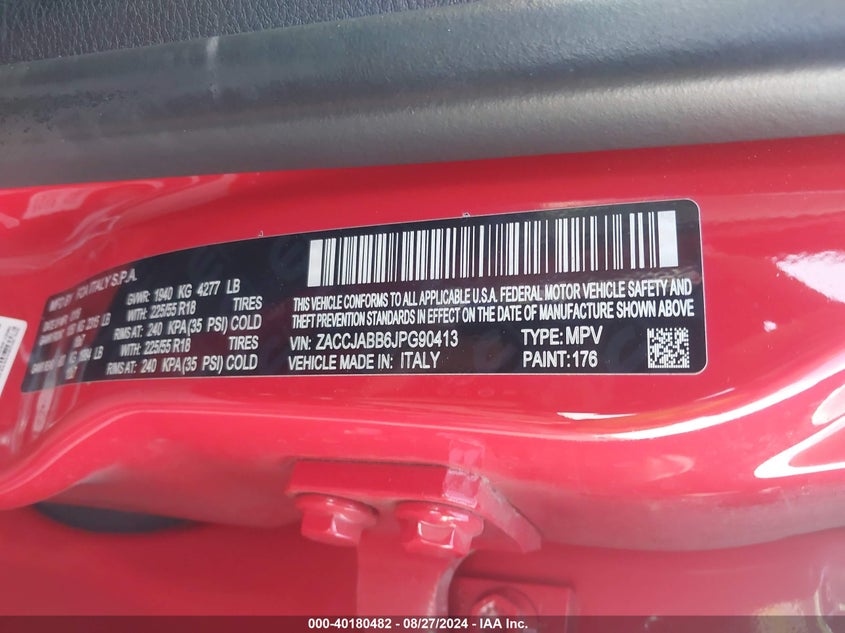 MFD BY: FCA ITALY S.P.A.
GVWR: 1940 KG 4277 LB
WITH: 225/55 R18 TIRES
RIMS AT: 240 KPA (35 PSI) COLD
WITH: 225/55 R18 TIRES
RIMS AT: 240 KPA (35 PSI) COLD
THIS VEHICLE CONFORMS TO ALL APPLICABLE U.S.A. FEDERAL MOTOR VEHICLE SAFETY AND
THEFT PREVENTION STANDARDS IN EFFECT ON THE DATE OF MANUFACTURE SHOWN ABOVE
VIN: ZACCJABB6JPG90413 TYPE: MPV
VEHICLE MADE IN: ITALY PAINT: 176
000-40180482 - 08/27/2024 - IAA Inc.